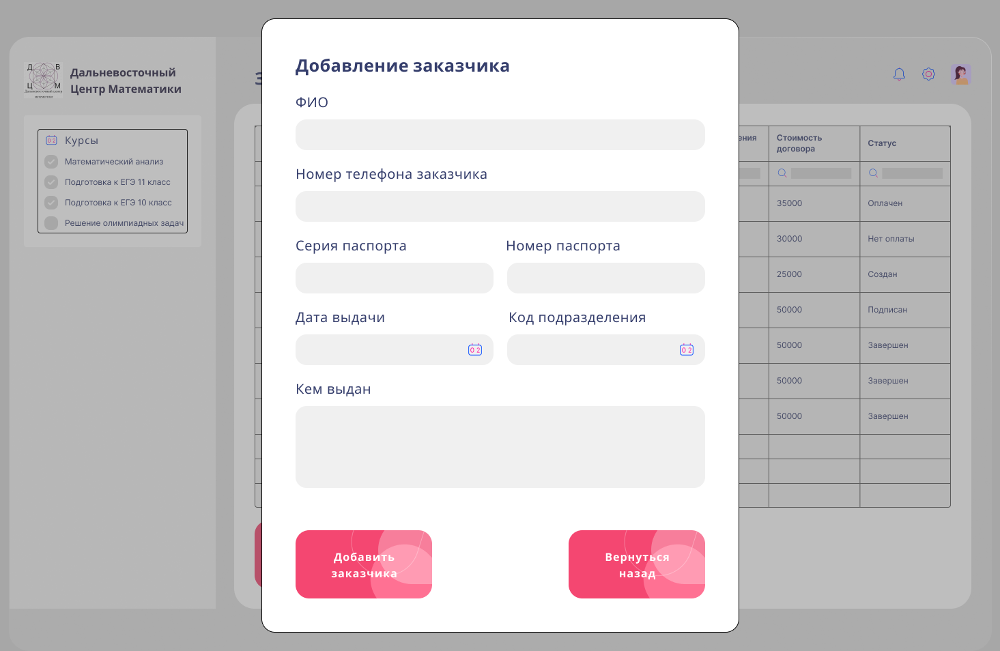 Добавление заказчика
ФИО
Номер телефона заказчика
Серия паспорта
Номер паспорта
Дата выдачи
Код подразделения
02
02
Кем выдан
Добавить
заказчика
Вернуться
назад
Д В
Ц М
Дальневосточный центр
математики
Дальневосточный
Центр Математики
02 Курсы
Математический анализ
Подготовка к ЕГЭ 11 класс
Подготовка к ЕГЭ 10 класс
Решение олимпиадных задач
Стоимость
договора
Статус
35000
Оплачен
30000
Нет оплаты
25000
Создан
50000
Подписан
50000
Завершен
50000
Завершен
50000
Завершен